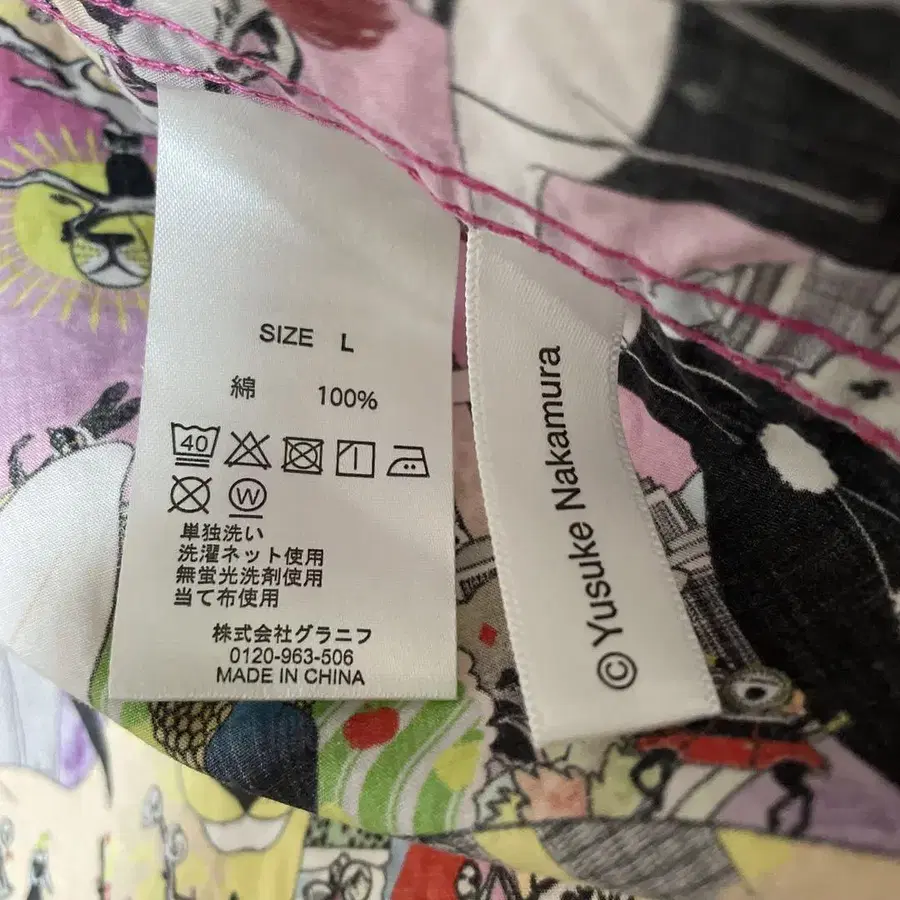 SIZE L
綿 100%
40
W
単独洗い
洗濯ネット使用
無蛍光洗剤使用
当て布使用
株式会社グラニフ
0120-963-506
MADE IN CHINA
© Yusuke Nakamura